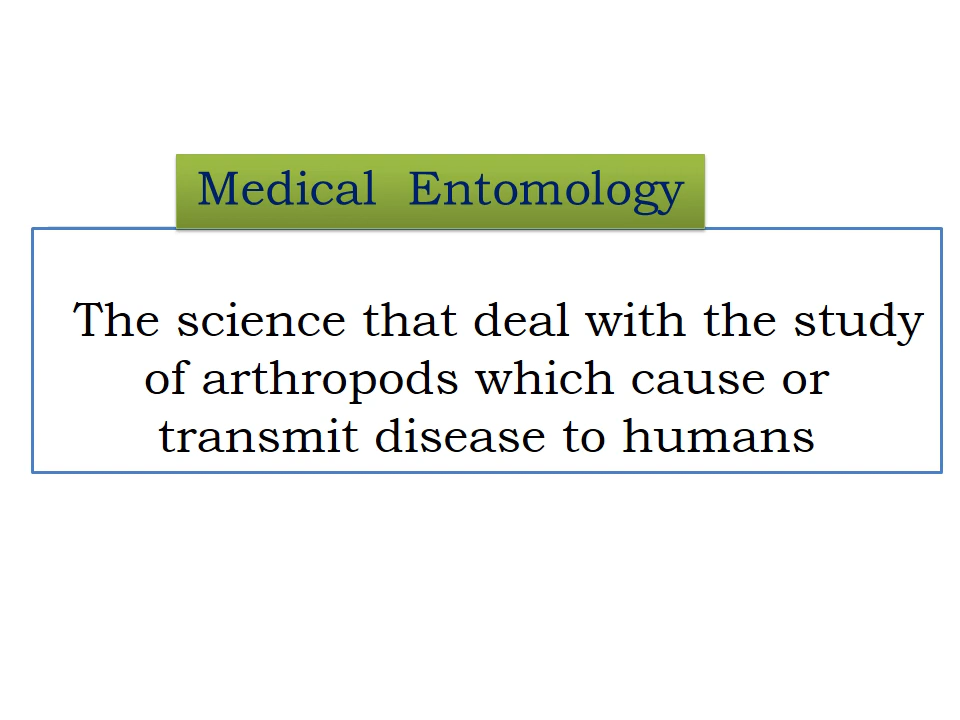 Medical Entomology
The science that deal with the study
of arthropods which cause or
transmit disease to humans